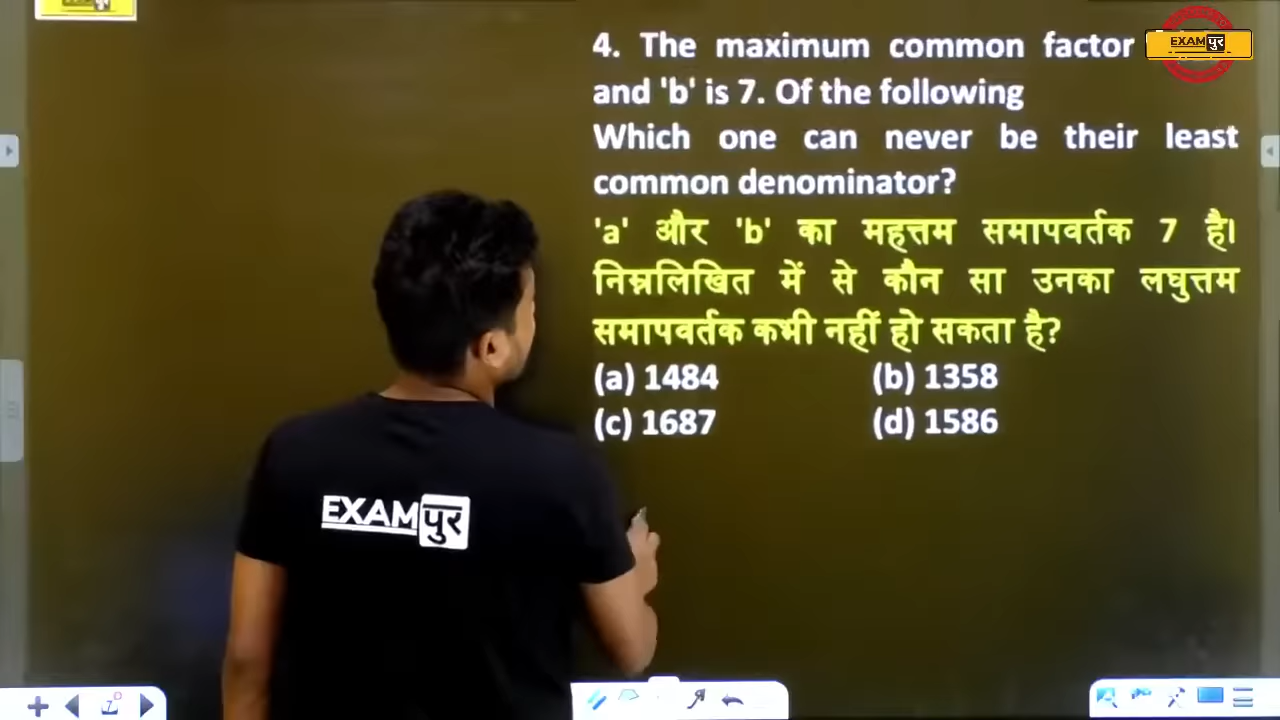 4. The maximum common factor
and 'b' is 7. Of the following
Which one can never be their least
common denominator?
'a' और 'b' का महत्तम समापवर्तक 7 है।
निम्नलिखित में से कौन सा उनका लघुत्तम
समापवर्तक कभी नहीं हो सकता है?
(a) 1484 (b) 1358
(c) 1687 (d) 1586
EXAMपुर
EXAMपुर